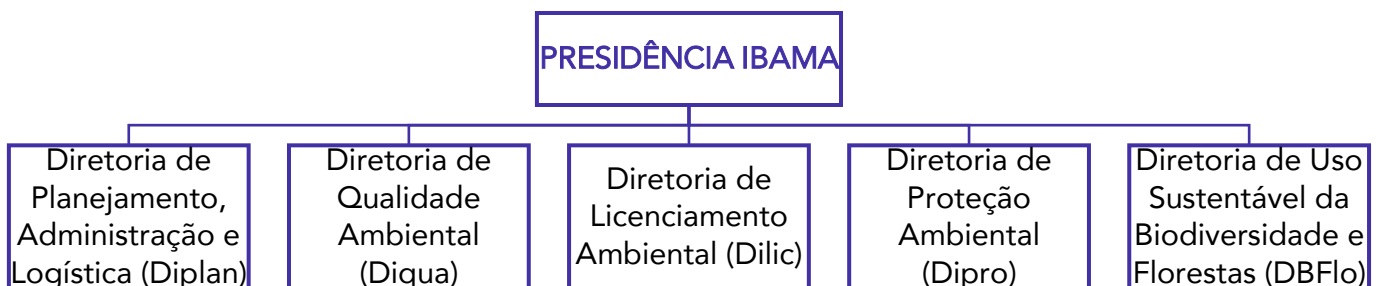 PRESIDÊNCIA IBAMA
Diretoria de
Planejamento,
Administração e
Logística (Diplan)
Diretoria de
Qualidade
Ambiental
(Diqua)
Diretoria de
Licenciamento
Ambiental (Dilic)
Diretoria de
Proteção
Ambiental
(Dipro)
Diretoria de Uso
Sustentável da
Biodiversidade e
Florestas (DBFlo)